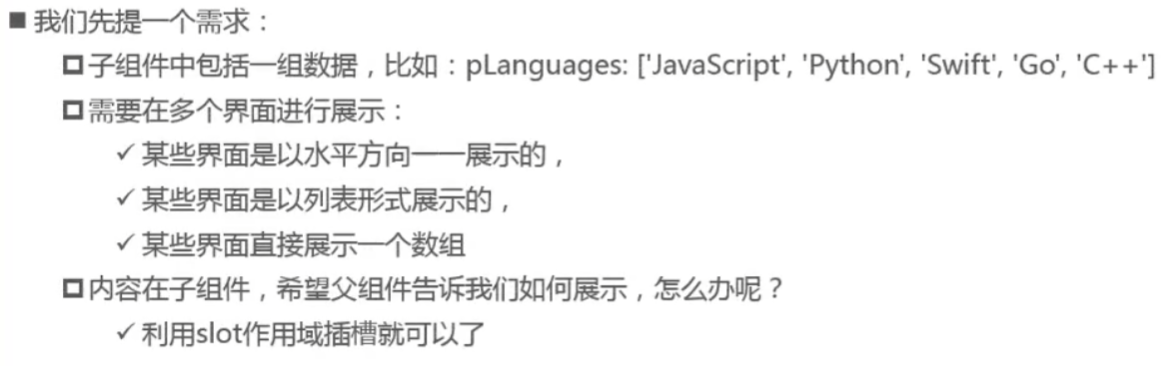 我们先提一个需求：
子组件中包括一组数据，比如：pLanguages: ['JavaScript', 'Python', 'Swift', 'Go', 'C++']
需要在多个界面进行展示：
✓ 某些界面是以水平方向一一展示的，
✓ 某些界面是以列表形式展示的，
✓ 某些界面直接展示一个数组
内容在子组件，希望父组件告诉我们如何展示，怎么办呢？
✓ 利用slot作用域插槽就可以了